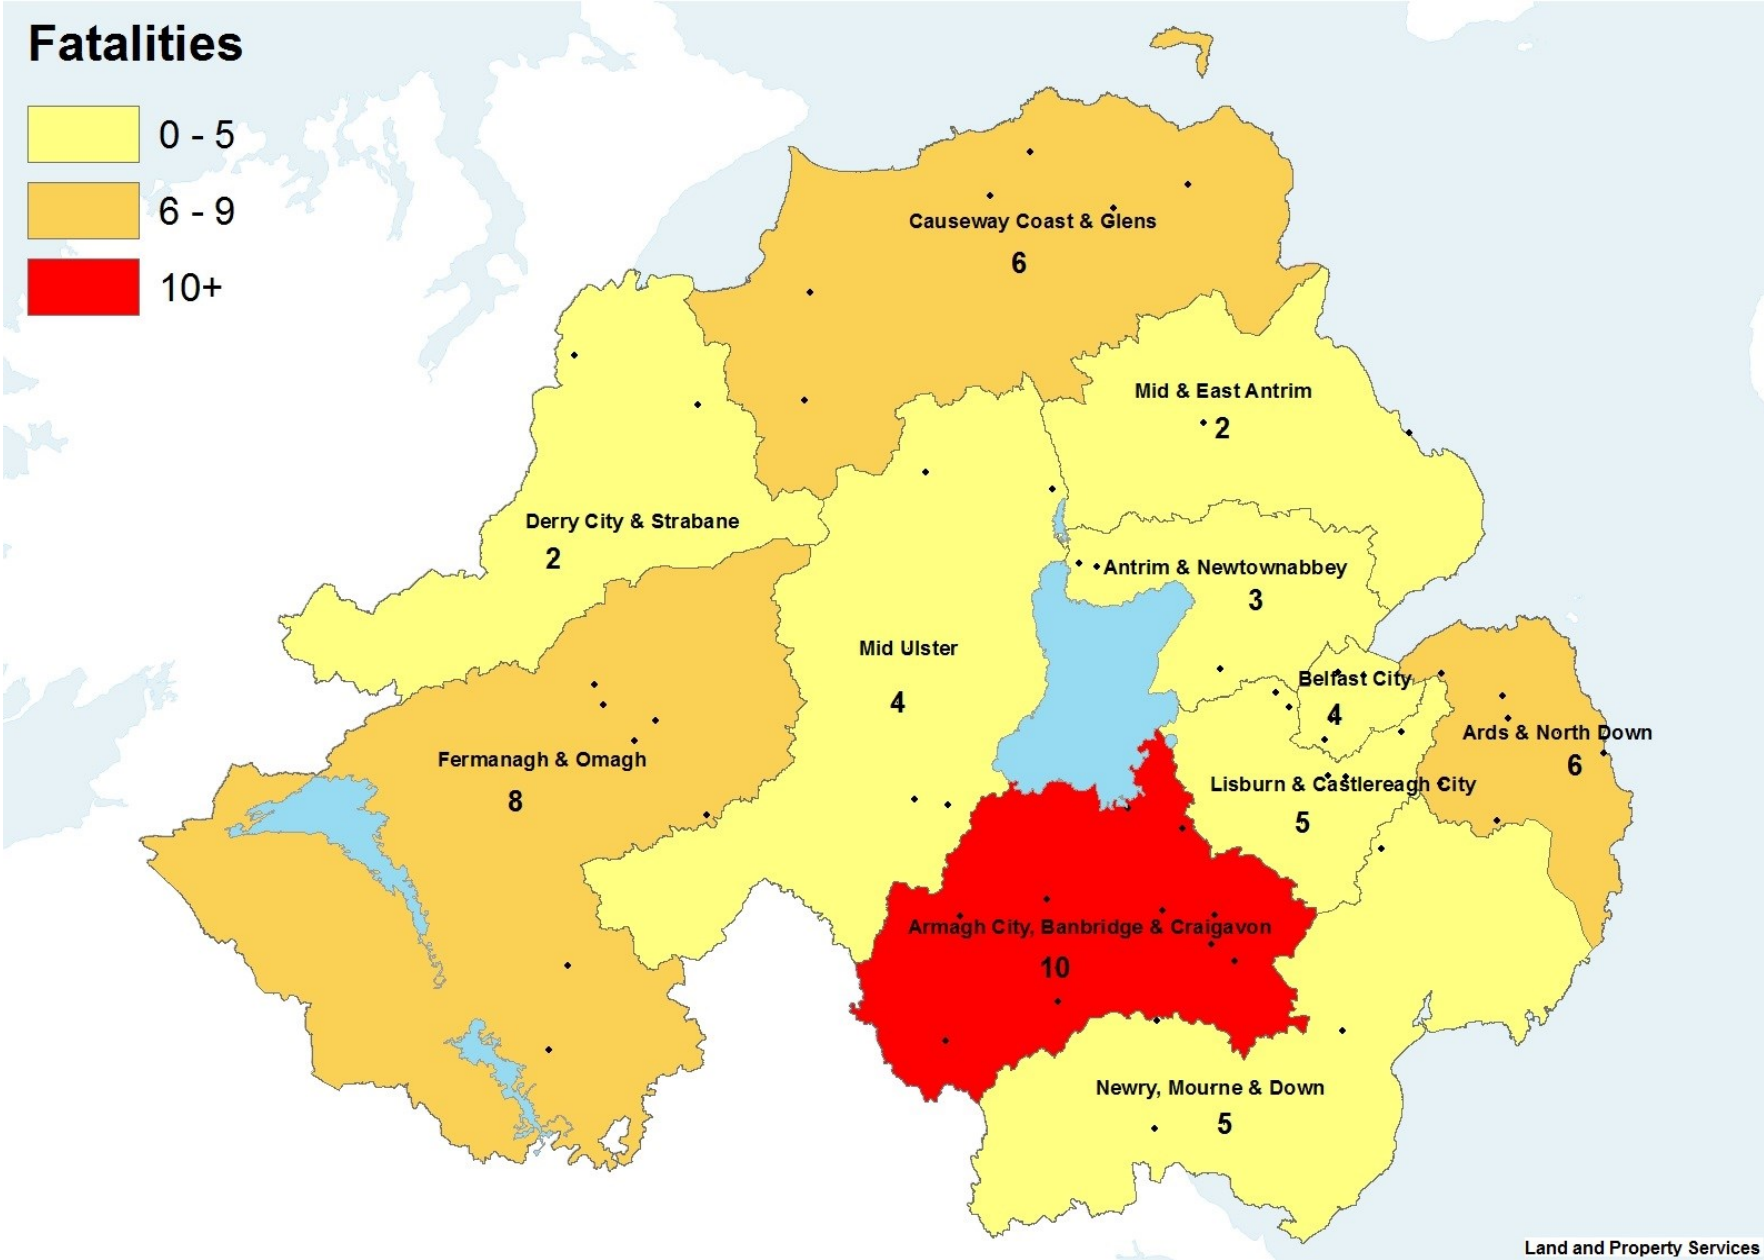 Fatalities
0 - 5
6 - 9
10+
Causeway Coast & Glens
6
Mid & East Antrim
2
Derry City & Strabane
2
Antrim & Newtownabbey
3
Mid Ulster
4
Belfast City
4
Ards & North Down
6
Fermanagh & Omagh
8
Lisburn & Castlereagh City
5
Armagh City, Banbridge & Craigavon
10
Newry, Mourne & Down
5
Land and Property Services